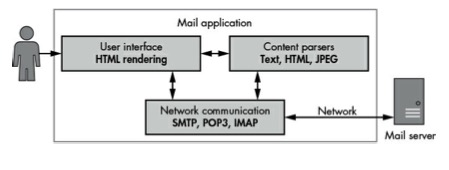 Mail application
User interface
HTML rendering
Content parsers
Text, HTML, JPEG
Network communication
SMTP, POP3, IMAP
Network
Mail server